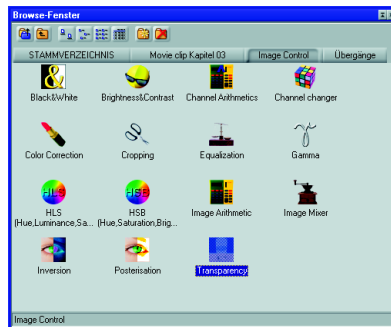 Browse-Fenster
STAMMVERZEICHNIS Movie clip Kapitel 03 Image Control Übergänge
Black&White Brightness&Contrast Channel Arithmetics Channel changer
Color Correction Cropping Equalization Gamma
HLS HSB Image Arithmetic Image Mixer
(Hue,Luminance,Sa... (Hue,Saturation,Brig...
Inversion Posterisation Transparency
Image Control